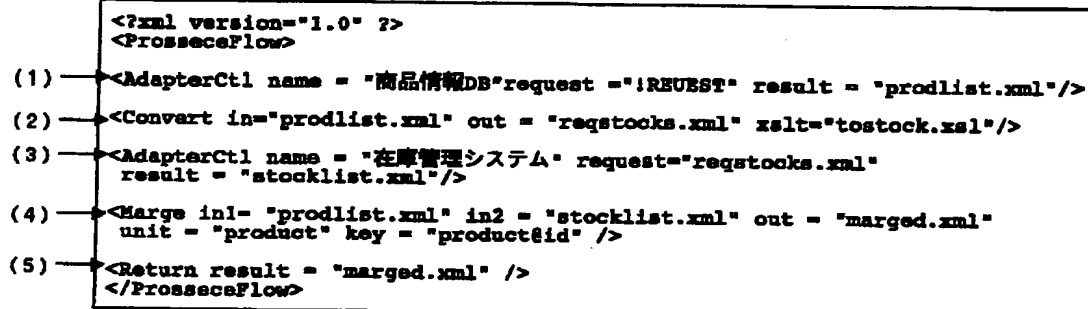 <?xml version="1.0" ?>
<ProsseceFlow>
(1) <AdapterCtl name = "商品情報DB"request ="!REUEST" result = "prodlist.xml"/>
(2) <Convert in="prodlist.xml" out = "reqstocks.xml" xslt="tostock.xsl"/>
(3) <AdapterCtl name = "在庫管理システム" request="reqstocks.xml"
result = "stocklist.xml"/>
(4) <Marge in1= "prodlist.xml" in2 = "stocklist.xml" out = "marged.xml"
unit = "product" key = "product@id" />
(5) <Return result = "marged.xml" />
</ProsseceFlow>